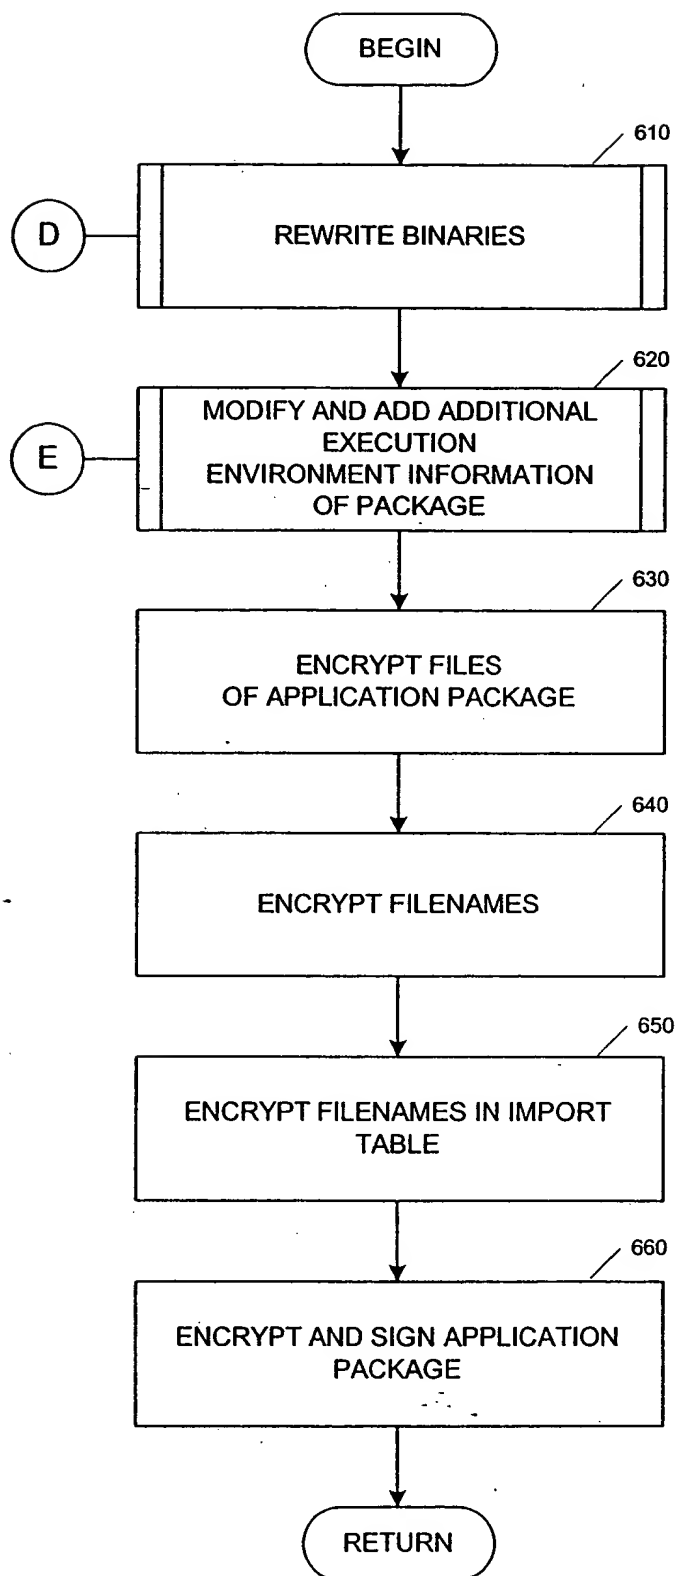 BEGIN
610
D
REWRITE BINARIES
620
E
MODIFY AND ADD ADDITIONAL
EXECUTION
ENVIRONMENT INFORMATION
OF PACKAGE
630
ENCRYPT FILES
OF APPLICATION PACKAGE
640
ENCRYPT FILENAMES
650
ENCRYPT FILENAMES IN IMPORT
TABLE
660
ENCRYPT AND SIGN APPLICATION
PACKAGE
RETURN